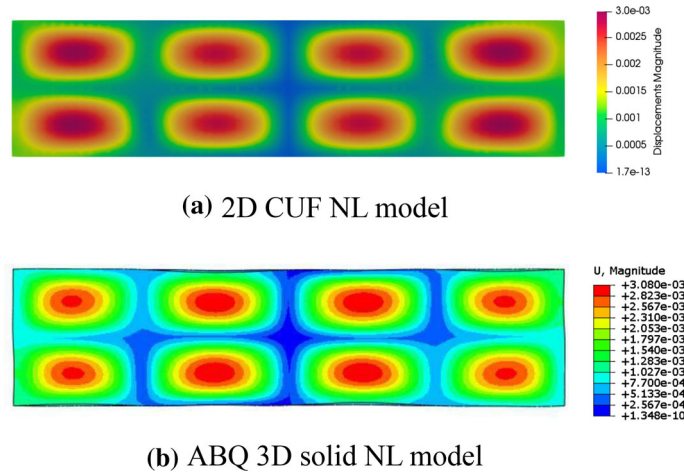 3.0e-03
0.0025
0.002
0.0015
0.001
0.0005
1.7e-13
Displacements Magnitude
(a) 2D CUF NL model
U, Magnitude
+3.080e-03
+2.823e-03
+2.567e-03
+2.310e-03
+2.053e-03
+1.797e-03
+1.540e-03
+1.283e-03
+1.027e-03
+7.700e-04
+5.133e-04
+2.567e-04
+1.348e-10
(b) ABQ 3D solid NL model